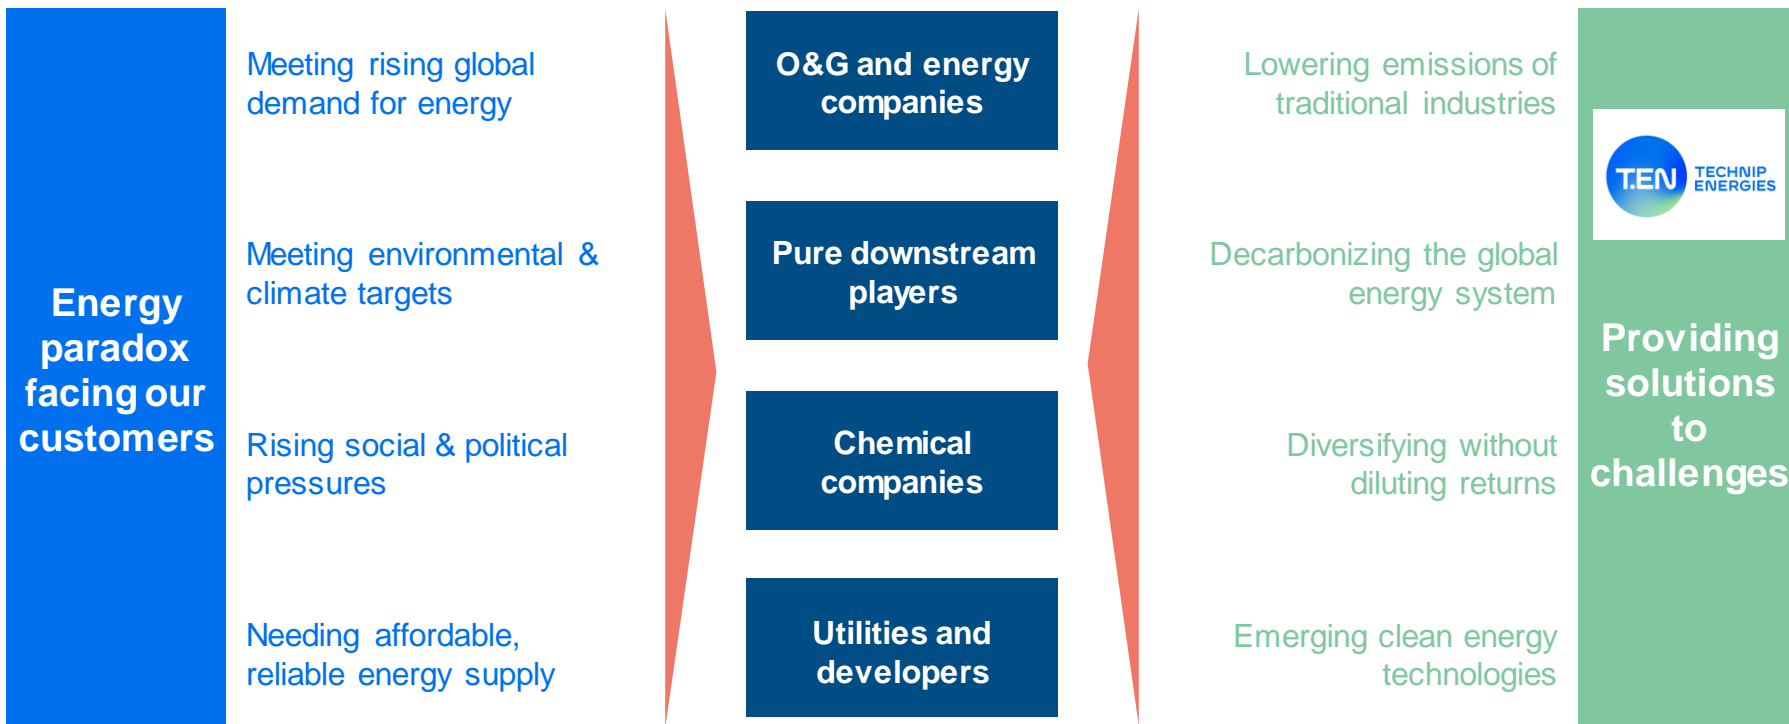 Energy
paradox
facing our
customers
Meeting rising global
demand for energy
Meeting environmental &
climate targets
Rising social & political
pressures
Needing affordable,
reliable energy supply
O&G and energy
companies
Pure downstream
players
Chemical
companies
Utilities and
developers
Lowering emissions of
traditional industries
Decarbonizing the global
energy system
Diversifying without
diluting returns
Emerging clean energy
technologies
T.EN
TECHNIP
ENERGIES
Providing
solutions
to
challenges